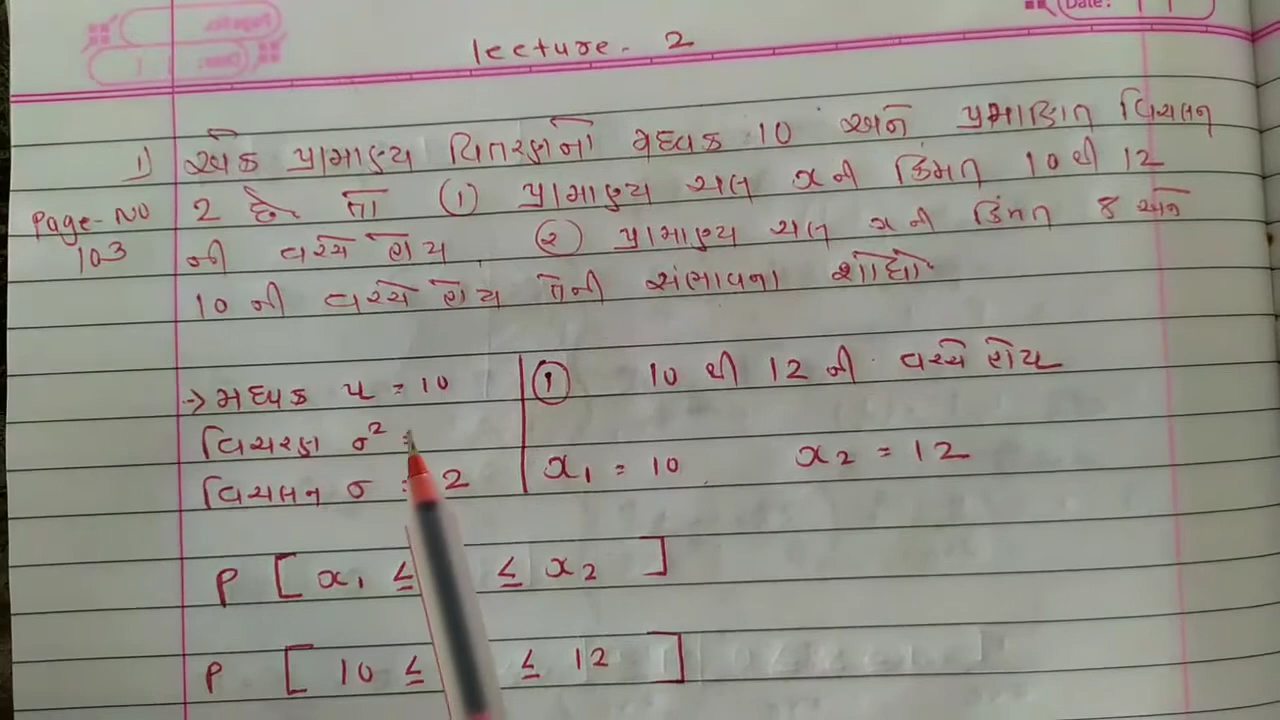 Date:
lecture - 2
1) એક પ્રામાણ્ય વિતરણનો મધ્યક 10 અને પ્રમાણિત વિચલન
Page-No 2 છે તો (1) પ્રામાણ્ય ચલ x ની કિંમત 10 થી 12
103 ની વચ્ચે હોય (2) પ્રામાણ્ય ચલ x ની કિંમત 8 અને
10 ની વચ્ચે હોય તેની સંભાવના શોધો
→ મધ્યક μ = 10
વિચરણ σ² =
વિચલન σ = 2
① 10 થી 12 ની વચ્ચે હોય
x₁ = 10 x₂ = 12
P [ x₁ ≤ ≤ x₂ ]
P [ 10 ≤ ≤ 12 ]